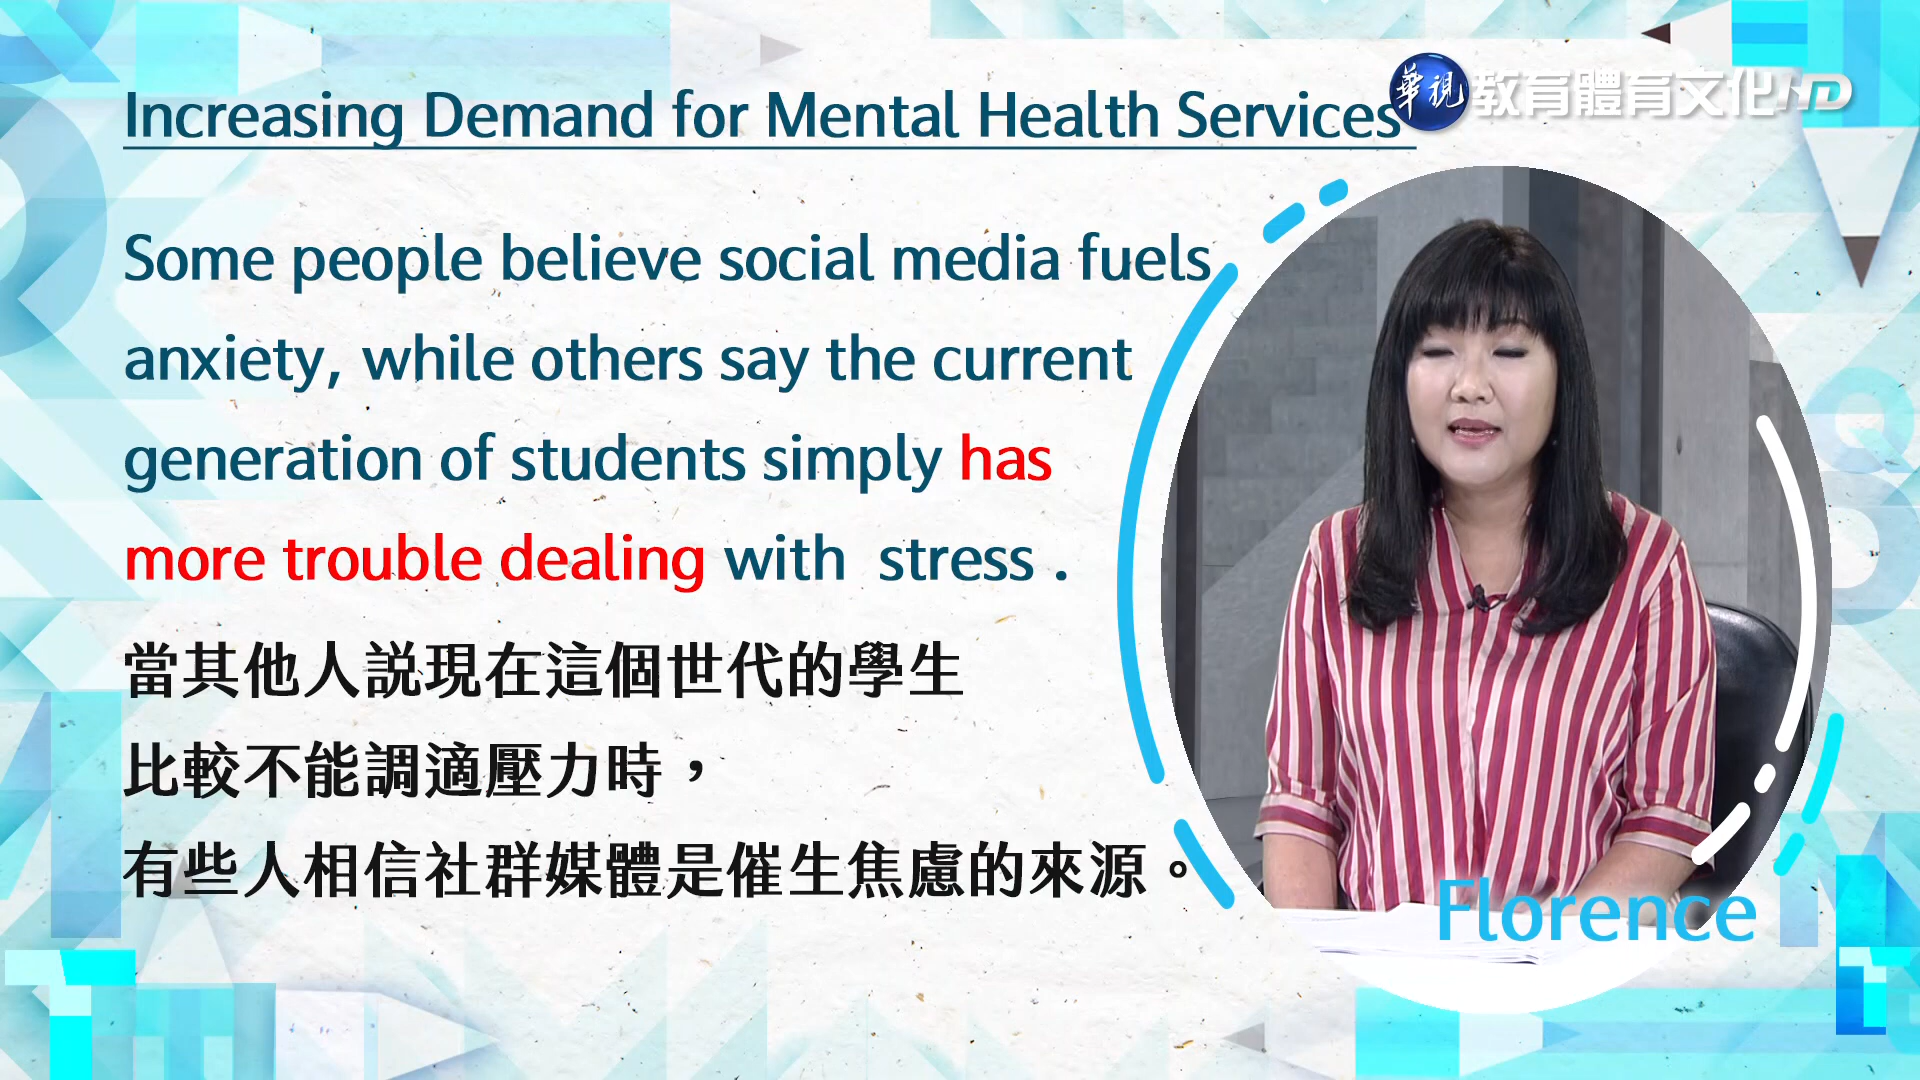 Increasing Demand for Mental Health Services
華視 教育體育文化HD
Some people believe social media fuels
anxiety, while others say the current
generation of students simply has
more trouble dealing with stress .
當其他人說現在這個世代的學生
比較不能調適壓力時，
有些人相信社群媒體是催生焦慮的來源。
Florence